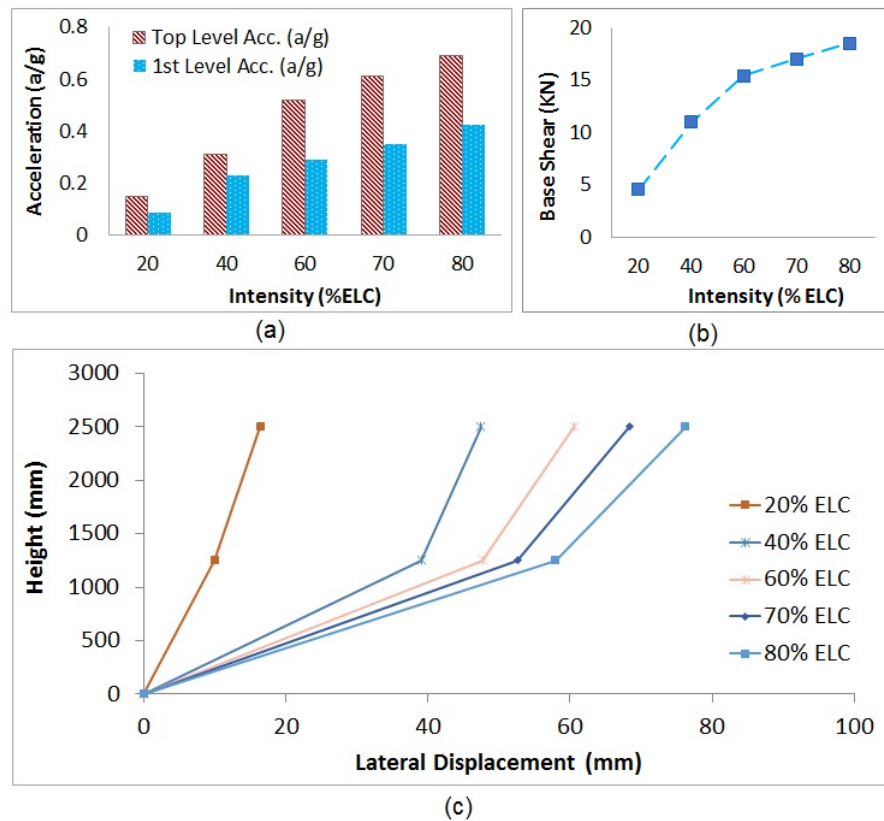 0.8
0.6
0.4
0.2
0
Acceleration (a/g)
Top Level Acc. (a/g)
1st Level Acc. (a/g)
20 40 60 70 80
Intensity (%ELC)
(a)
20
15
10
5
0
Base Shear (KN)
20 40 60 70 80
Intensity (% ELC)
(b)
3000
2500
2000
1500
1000
500
0
Height (mm)
20% ELC
40% ELC
60% ELC
70% ELC
80% ELC
0 20 40 60 80 100
Lateral Displacement (mm)
(c)